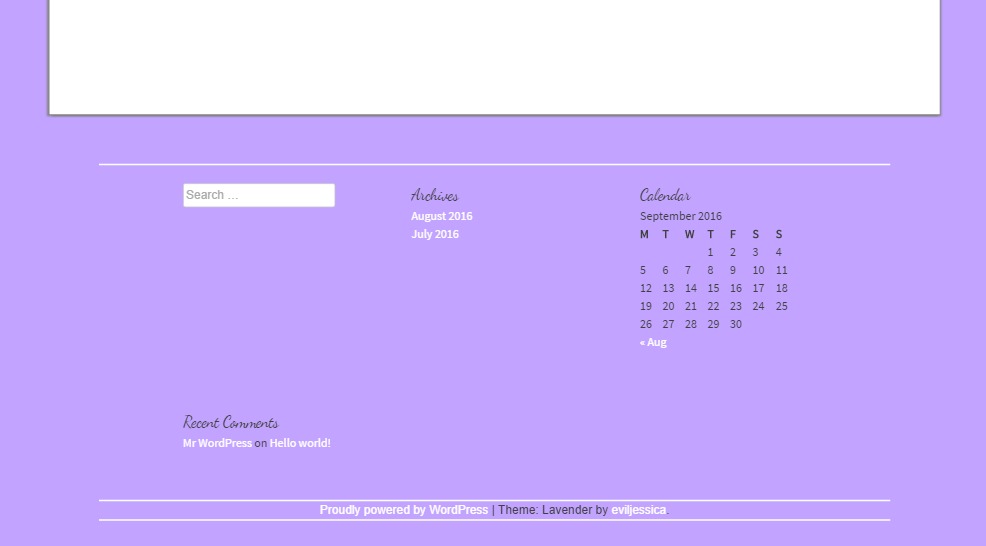 Search ...
Archives
August 2016
July 2016
Calendar
September 2016
M T W T F S S
1 2 3 4
5 6 7 8 9 10 11
12 13 14 15 16 17 18
19 20 21 22 23 24 25
26 27 28 29 30
« Aug
Recent Comments
Mr WordPress on Hello world!
Proudly powered by WordPress | Theme: Lavender by eviljessica.